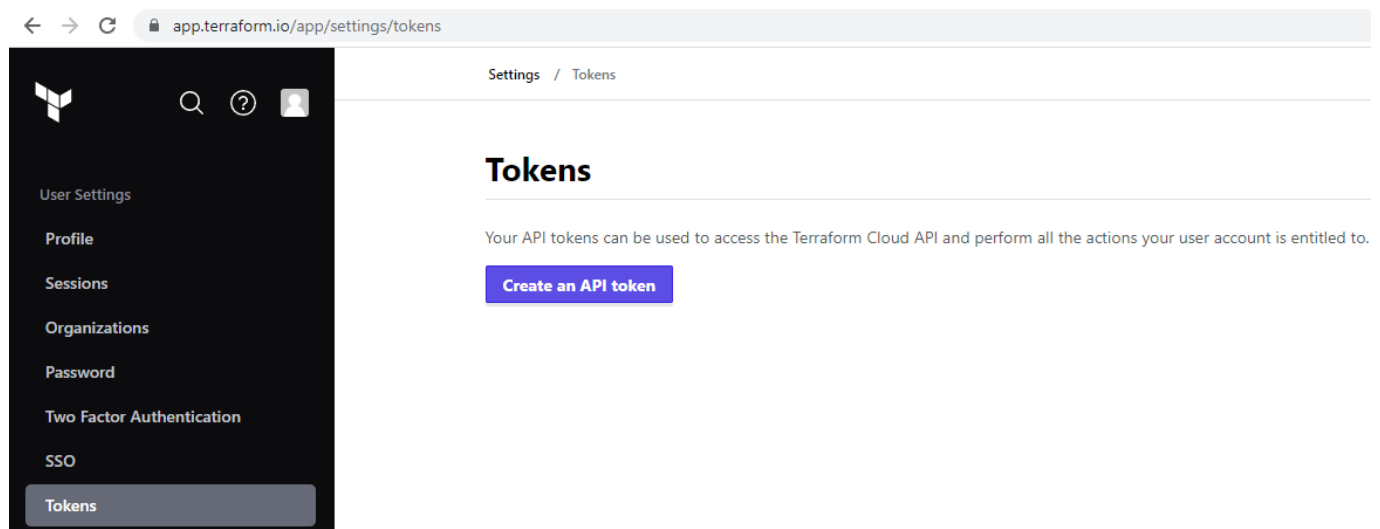 app.terraform.io/app/settings/tokens
Settings / Tokens
User Settings
Profile
Sessions
Organizations
Password
Two Factor Authentication
SSO
Tokens
Tokens
Your API tokens can be used to access the Terraform Cloud API and perform all the actions your user account is entitled to.
Create an API token